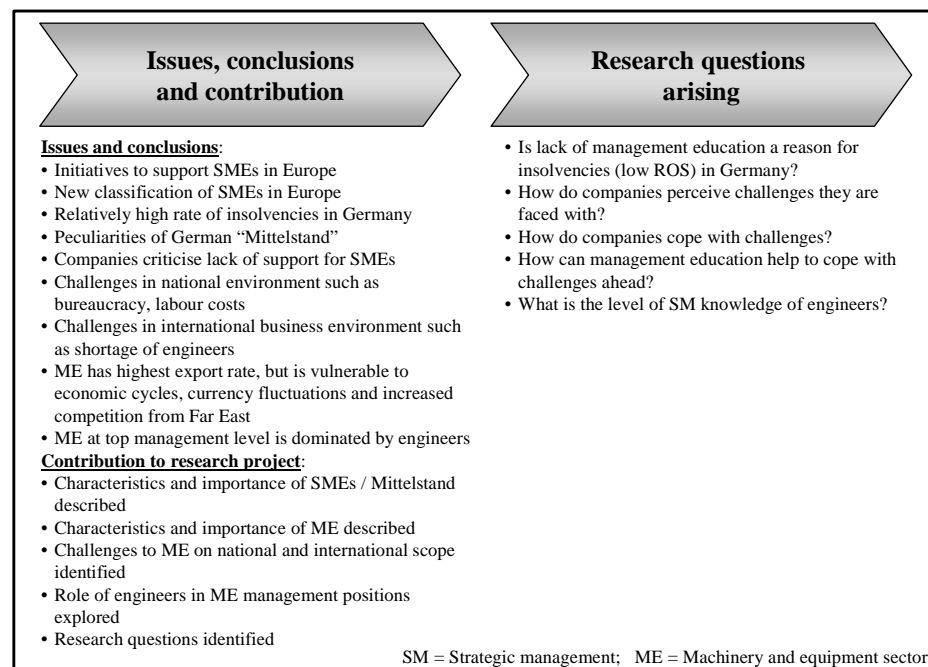 Issues, conclusions
and contribution
Issues and conclusions:
• Initiatives to support SMEs in Europe
• New classification of SMEs in Europe
• Relatively high rate of insolvencies in Germany
• Peculiarities of German “Mittelstand”
• Companies criticise lack of support for SMEs
• Challenges in national environment such as
bureaucracy, labour costs
• Challenges in international business environment such
as shortage of engineers
• ME has highest export rate, but is vulnerable to
economic cycles, currency fluctuations and increased
competition from Far East
• ME at top management level is dominated by engineers
Contribution to research project:
• Characteristics and importance of SMEs / Mittelstand
described
• Characteristics and importance of ME described
• Challenges to ME on national and international scope
identified
• Role of engineers in ME management positions
explored
• Research questions identified
Research questions
arising
• Is lack of management education a reason for
insolvencies (low ROS) in Germany?
• How do companies perceive challenges they are
faced with?
• How do companies cope with challenges?
• How can management education help to cope with
challenges ahead?
• What is the level of SM knowledge of engineers?
SM = Strategic management; ME = Machinery and equipment sector